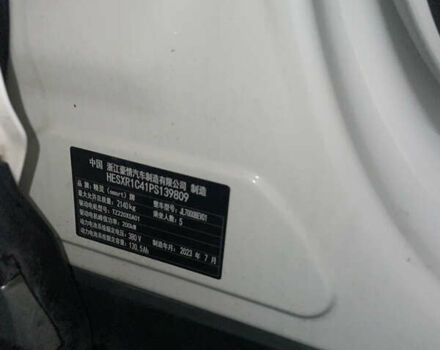 中国 浙江豪情汽车制造有限公司 制造
HESXR1C41PS139809
品牌：精灵（smart）牌 整车型号：JL7000BEV01
最大允许总质量：2140kg 乘坐人数：5
驱动电机型号：TZ220XSA01
驱动电机峰值功率：200kW
动力电池系统额定电压：380V 制造年月：2023 年 7 月
动力电池系统额定容量：130.5Ah